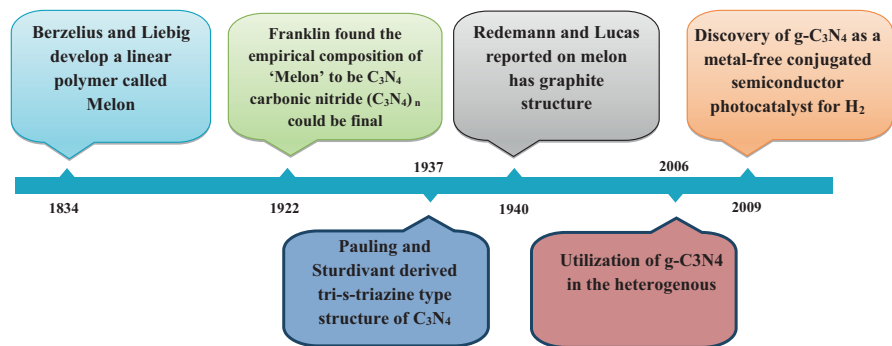 Berzelius and Liebig
develop a linear
polymer called
Melon
Franklin found the
empirical composition of
‘Melon’ to be C₃N₄
carbonic nitride (C₃N₄) ₙ
could be final
Redemann and Lucas
reported on melon
has graphite
structure
Discovery of g-C₃N₄ as a
metal-free conjugated
semiconductor
photocatalyst for H₂
1937
2006
1834
1922
1940
2009
Pauling and
Sturdivant derived
tri-s-triazine type
structure of C₃N₄
Utilization of g-C3N4
in the heterogenous